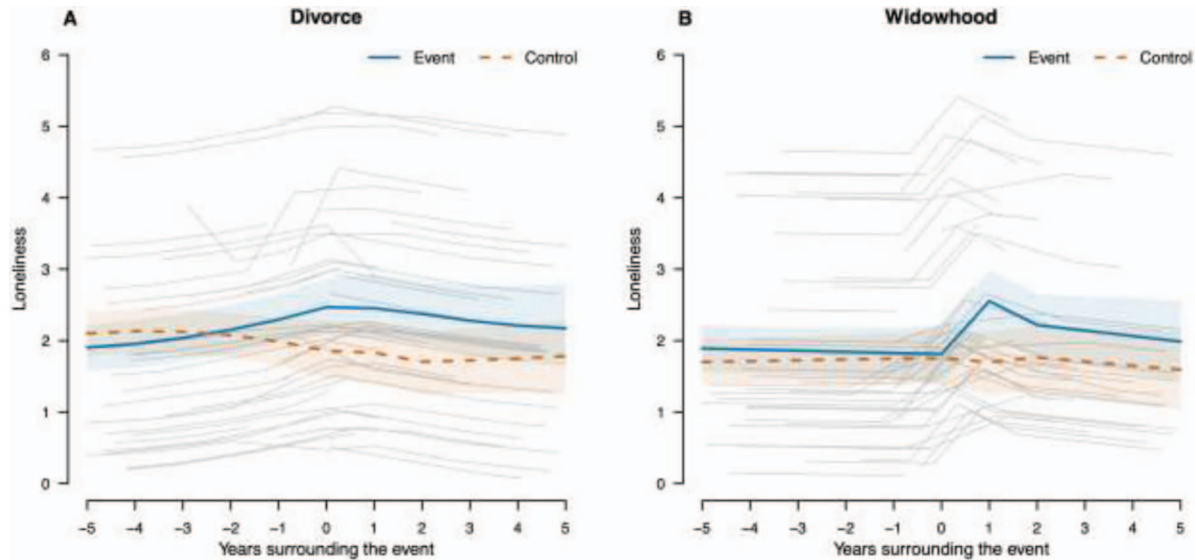 A Divorce
Event Control
6
5
4
3
2
1
0
Loneliness
−5 −4 −3 −2 −1 0 1 2 3 4 5
Years surrounding the event
B Widowhood
Event Control
6
5
4
3
2
1
0
Loneliness
−5 −4 −3 −2 −1 0 1 2 3 4 5
Years surrounding the event